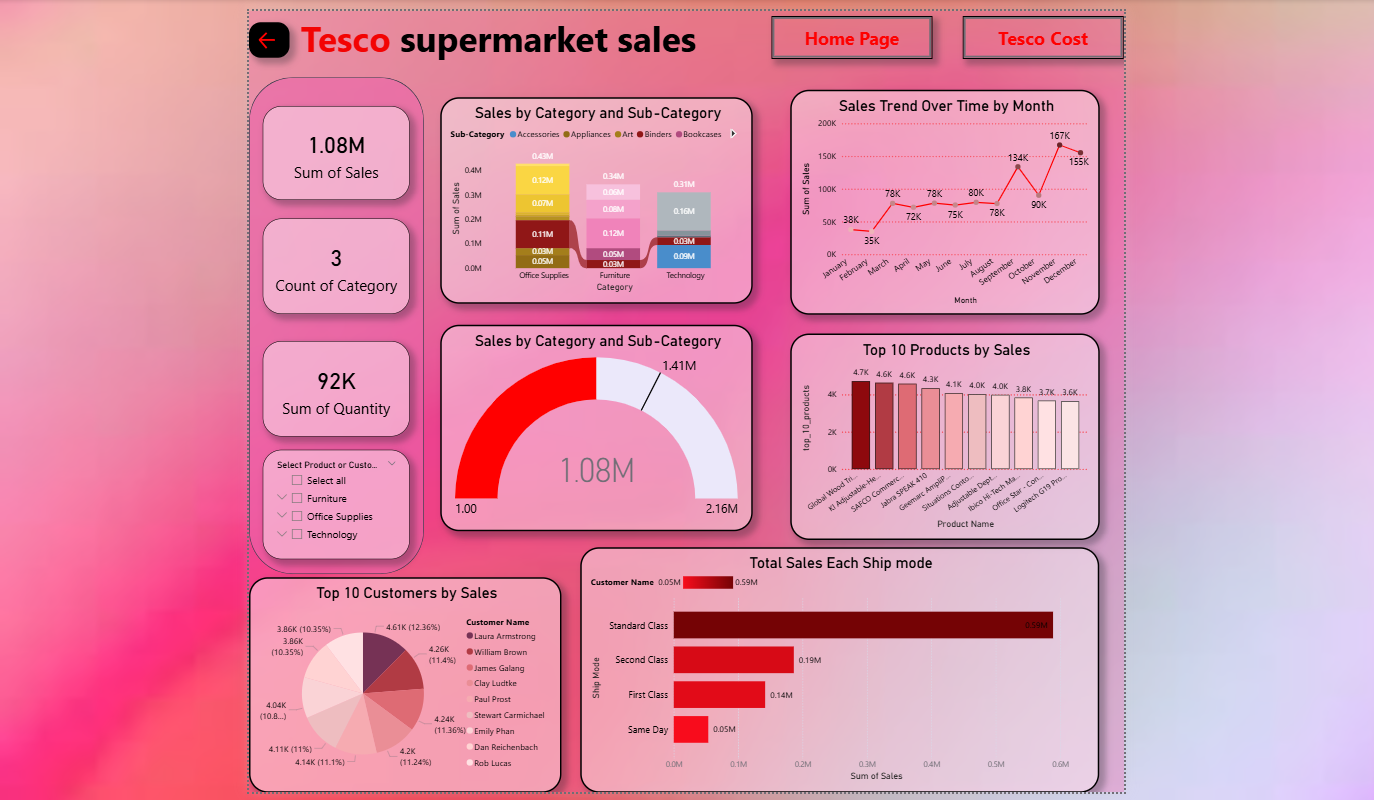 Tesco supermarket sales
Home Page
Tesco Cost
1.08M
Sum of Sales
3
Count of Category
92K
Sum of Quantity
Select Product or Custo...
Select all
Furniture
Office Supplies
Technology
Sales by Category and Sub-Category
Sub-Category Accessories Appliances Art Binders Bookcases
Sum of Sales
0.4M
0.3M
0.2M
0.1M
0.0M
0.43M
0.12M
0.07M
0.11M
0.03M
0.05M
0.34M
0.06M
0.08M
0.12M
0.05M
0.03M
0.31M
0.16M
0.03M
0.09M
Office Supplies Furniture Technology
Category
Sales Trend Over Time by Month
Sum of Sales
200K
150K
100K
50K
0K
38K
35K
78K
72K
78K
75K
80K
78K
134K
90K
167K
155K
January February March April May June July August September October November December
Month
Sales by Category and Sub-Category
1.41M
1.08M
1.00
2.16M
Top 10 Products by Sales
top_10_products
4K
2K
0K
4.7K 4.6K 4.6K 4.3K 4.1K 4.0K 4.0K 3.8K 3.7K 3.6K
Global Wood Tri...
KI Adjustable-He...
SAFCO Commerc...
Jabra SPEAK 410
Geemarc AmpliP...
Situations Conto...
Adjustable Dept...
Ibico Hi-Tech Ma...
Office Star - Con...
Logitech G19 Pro...
Product Name
Top 10 Customers by Sales
4.61K (12.36%)
4.26K
(11.4%)
4.24K
(11.36%)
4.2K
(11.24%)
4.14K (11.1%)
4.11K (11%)
4.04K
(10.8...)
3.86K
(10.35%)
3.86K (10.35%)
Customer Name
Laura Armstrong
William Brown
James Galang
Clay Ludtke
Paul Prost
Stewart Carmichael
Emily Phan
Dan Reichenbach
Rob Lucas
Total Sales Each Ship mode
Customer Name 0.05M 0.59M
Ship Mode
Standard Class 0.59M
Second Class 0.19M
First Class 0.14M
Same Day 0.05M
0.0M 0.1M 0.2M 0.3M 0.4M 0.5M 0.6M
Sum of Sales